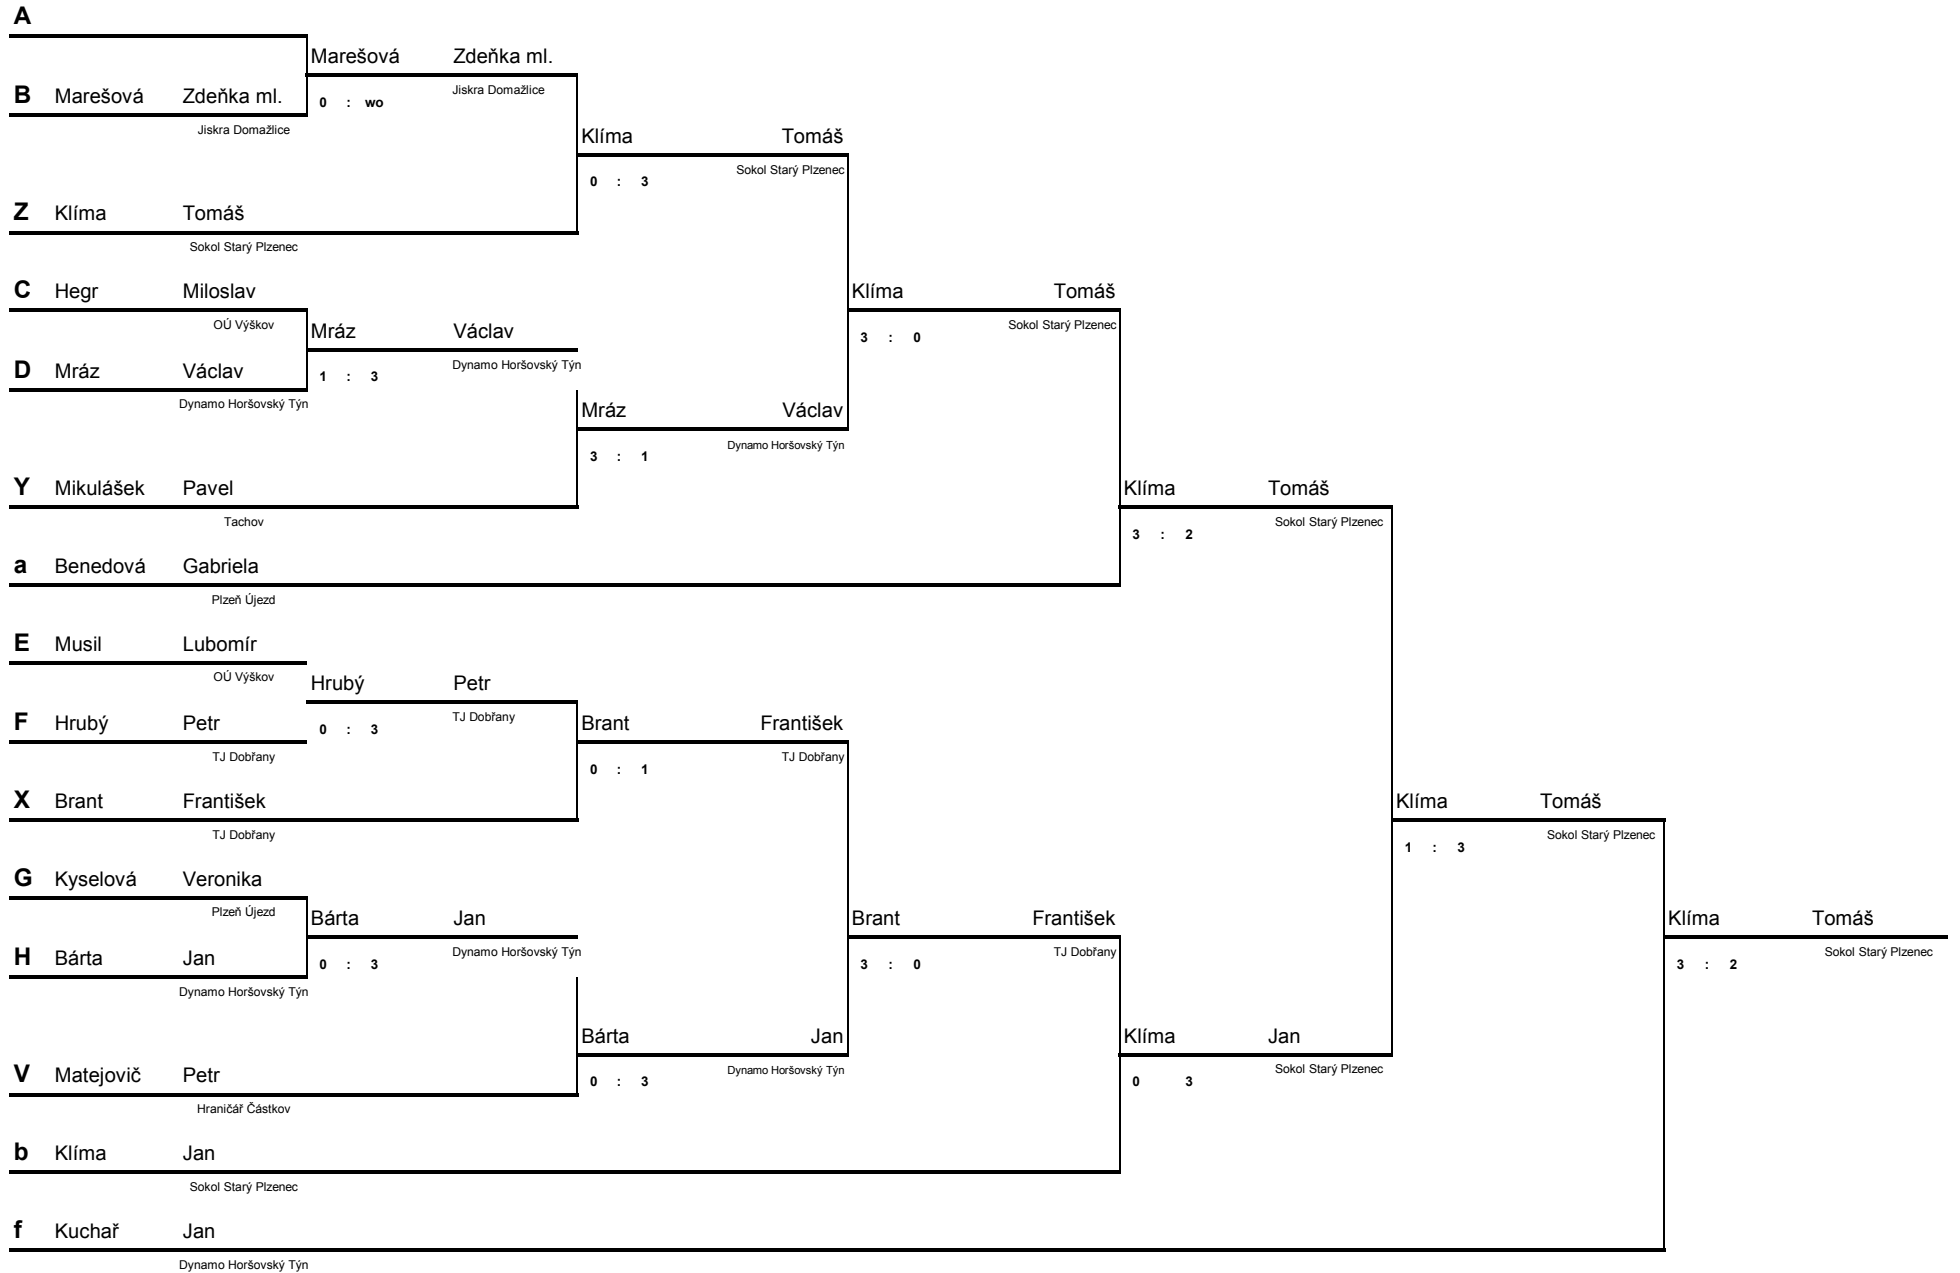 A
Marešová Zdeňka ml.
B Marešová Zdeňka ml. 0 : wo Jiskra Domažlice
Jiskra Domažlice
Klíma Tomáš
0 : 3 Sokol Starý Plzenec
Z Klíma Tomáš
Sokol Starý Plzenec
C Hegr Miloslav Klíma Tomáš
OÚ Výškov Mráz Václav 3 : 0 Sokol Starý Plzenec
D Mráz Václav 1 : 3 Dynamo Horšovský Týn
Dynamo Horšovský Týn Mráz Václav
3 : 1 Dynamo Horšovský Týn
Y Mikulášek Pavel Klíma Tomáš
Tachov 3 : 2 Sokol Starý Plzenec
a Benedová Gabriela
Plzeň Újezd
E Musil Lubomír
OÚ Výškov Hrubý Petr
F Hrubý Petr 0 : 3 TJ Dobřany Brant František
TJ Dobřany 0 : 1 TJ Dobřany
X Brant František Klíma Tomáš
TJ Dobřany 1 : 3 Sokol Starý Plzenec
G Kyselová Veronika
Plzeň Újezd Bárta Jan Brant František Klíma Tomáš
H Bárta Jan 0 : 3 Dynamo Horšovský Týn 3 : 0 TJ Dobřany 3 : 2 Sokol Starý Plzenec
Dynamo Horšovský Týn
Bárta Jan Klíma Jan
V Matejovič Petr 0 : 3 Dynamo Horšovský Týn 0 3 Sokol Starý Plzenec
Hraničář Částkov
b Klíma Jan
Sokol Starý Plzenec
f Kuchař Jan
Dynamo Horšovský Týn